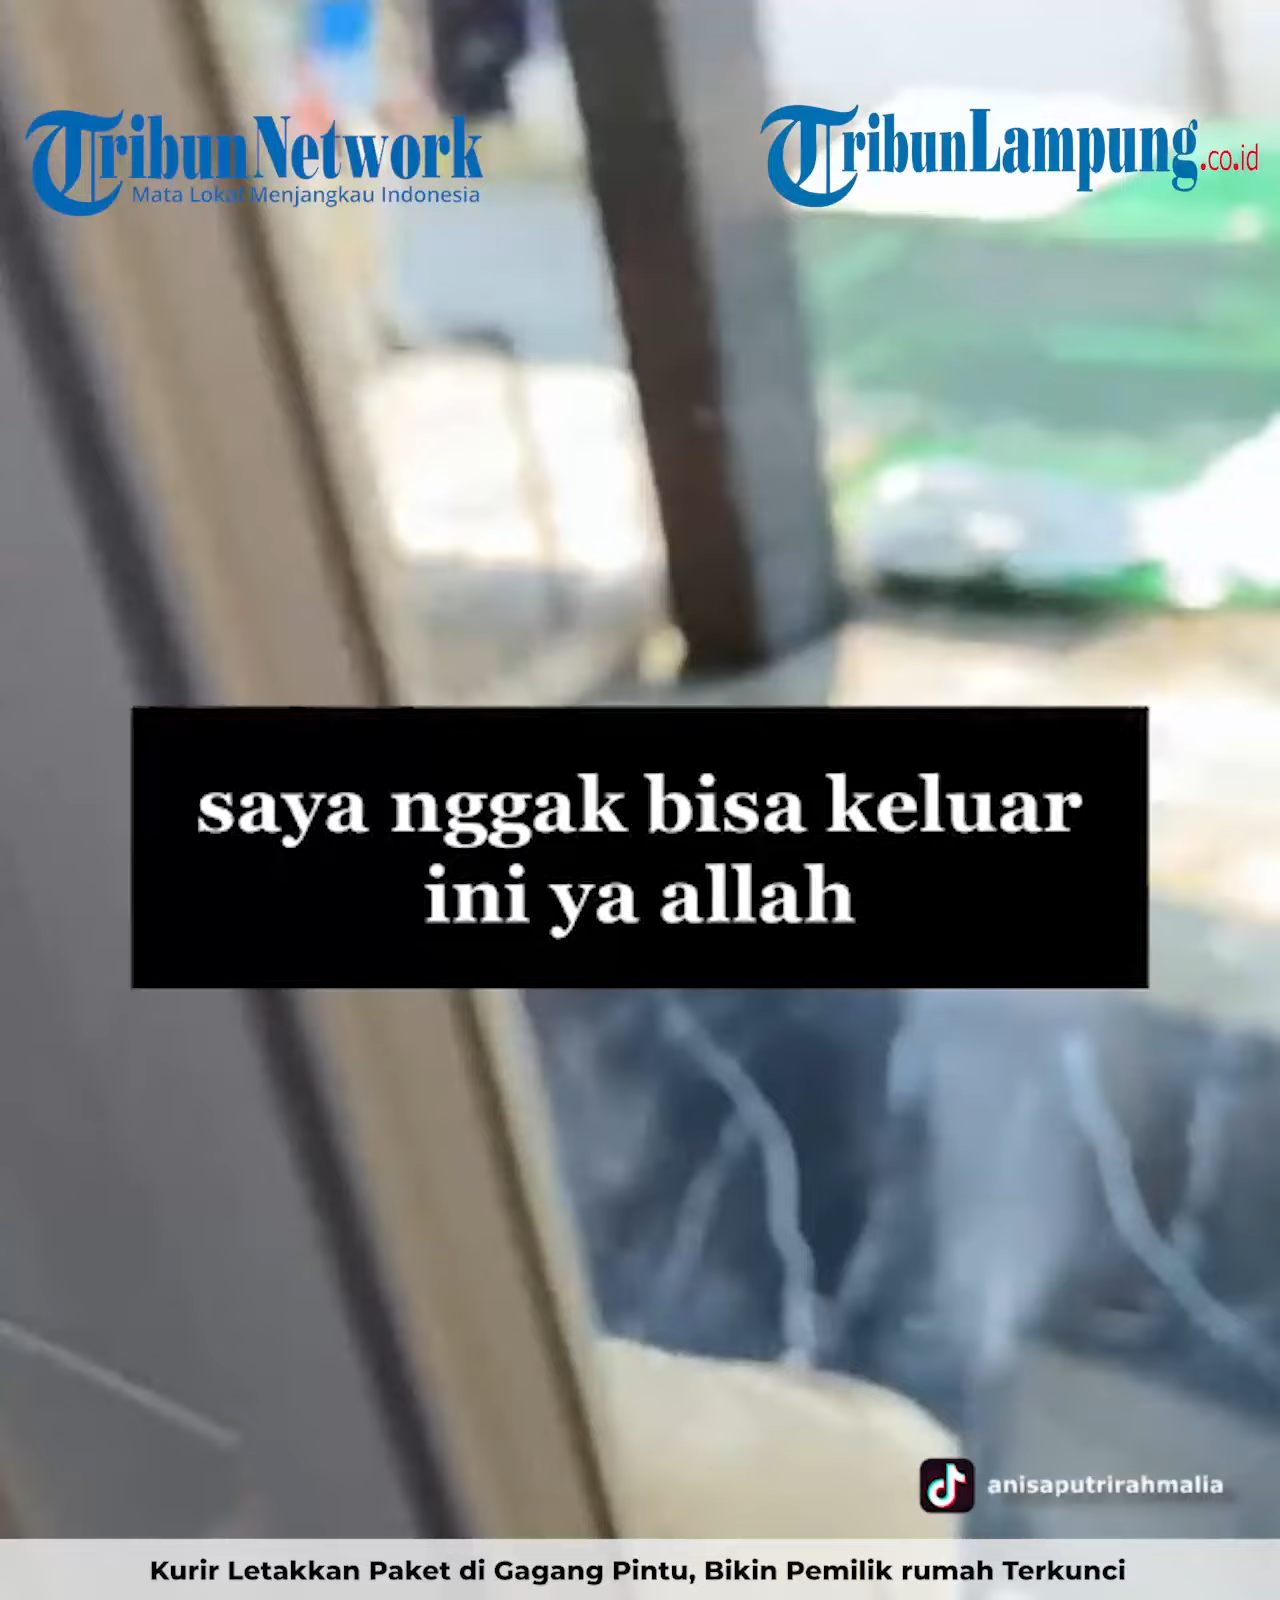 TribunNetwork
Mata Lokal Menjangkau Indonesia
TribunLampung.co.id
saya nggak bisa keluar
ini ya allah
anisaputrirahmalia
Kurir Letakkan Paket di Gagang Pintu, Bikin Pemilik rumah Terkunci